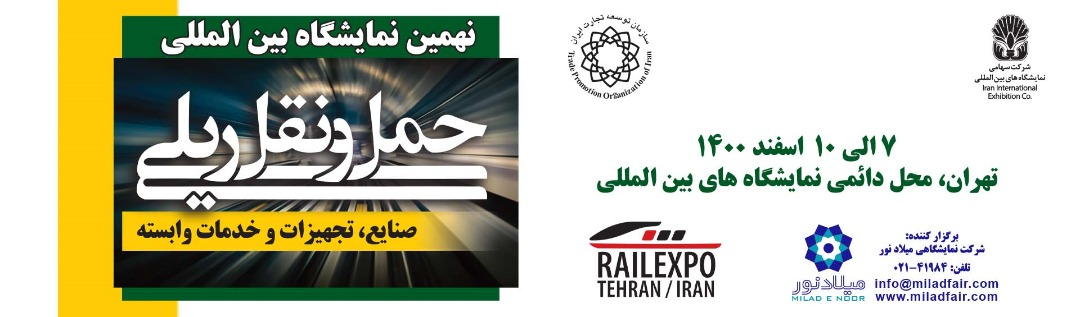 نهمین نمایشگاه بین المللی
حمل و نقل ریلی
صنایع، تجهیزات و خدمات وابسته
سازمان توسعه تجارت ایران
Trade Promotion Organization of Iran
شرکت سهامی
نمایشگاه های بین المللی
Iran International
Exhibition Co.
۷ الی ۱۰ اسفند ۱۴۰۰
تهران، محل دائمی نمایشگاه های بین المللی
RAILEXPO
TEHRAN / IRAN
میلاد نور
MILAD E NOOR
برگزار کننده:
شرکت نمایشگاهی میلاد نور
تلفن: ۴۱۹۸۴-۰۲۱
info@miladfair.com
www.miladfair.com